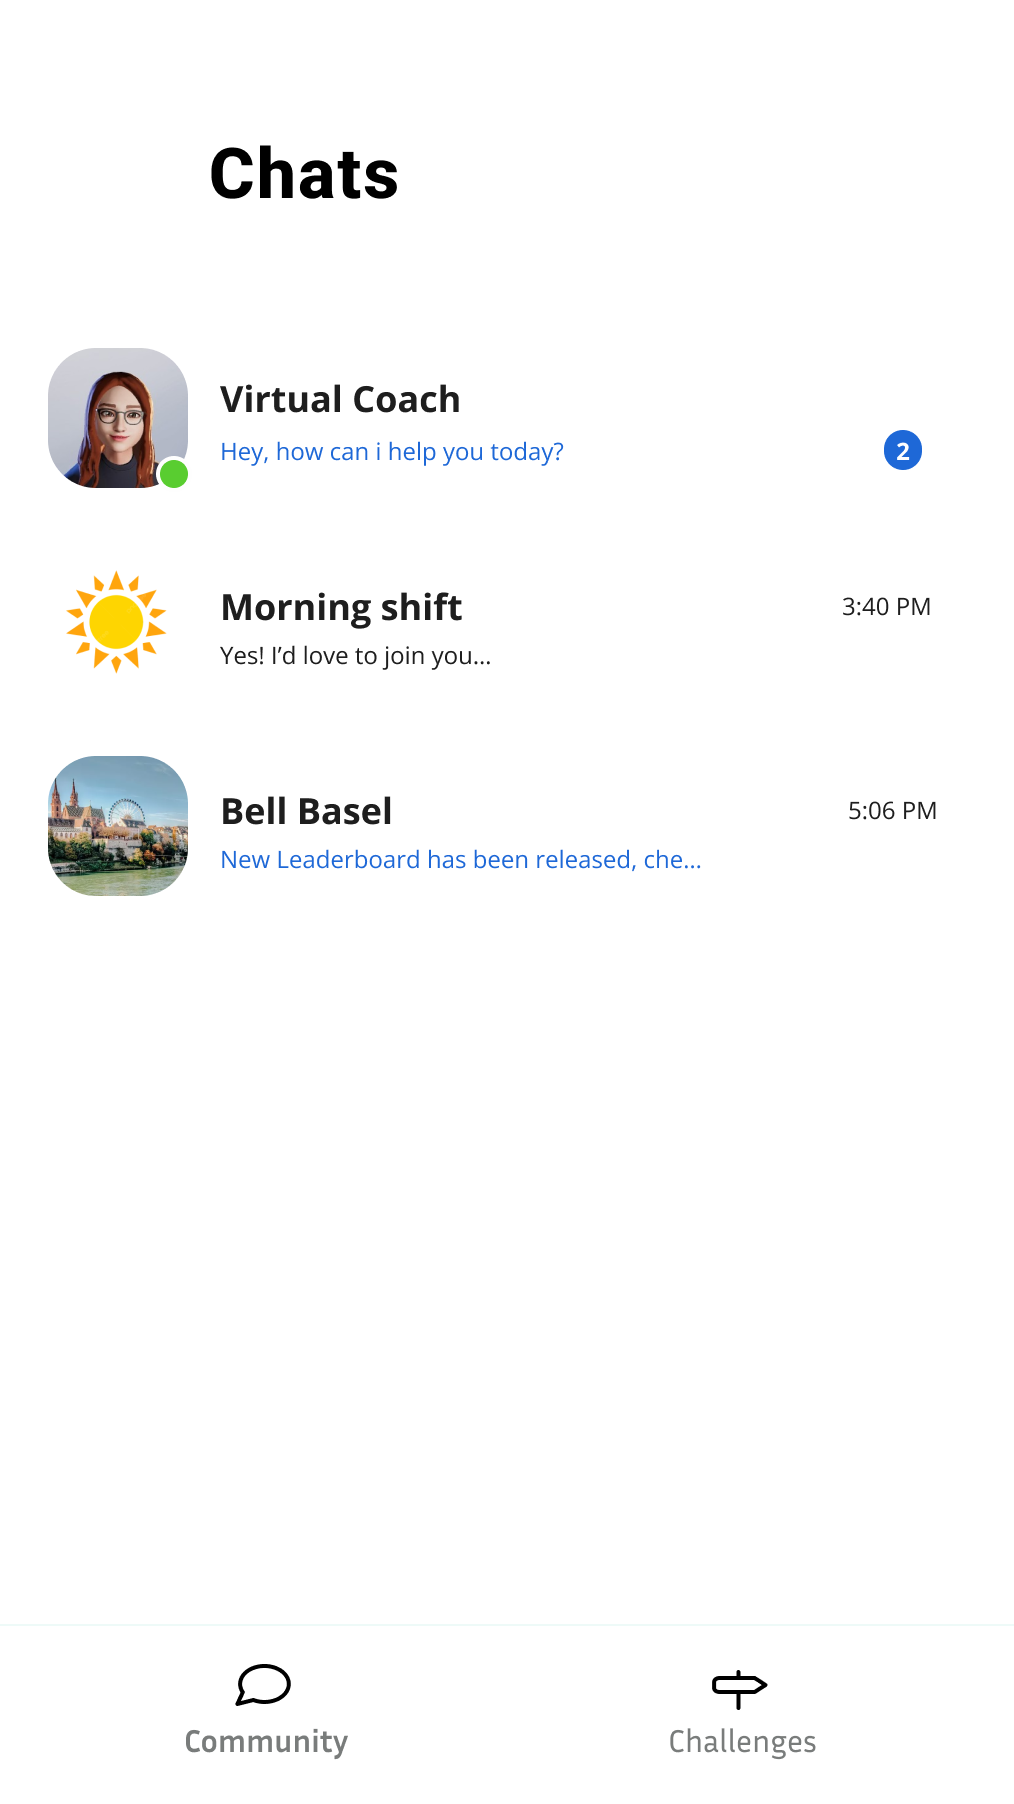 Chats
Virtual Coach
Hey, how can i help you today?
2
Morning shift
3:40 PM
Yes! I’d love to join you...
Bell Basel
5:06 PM
New Leaderboard has been released, che...
Community
Challenges